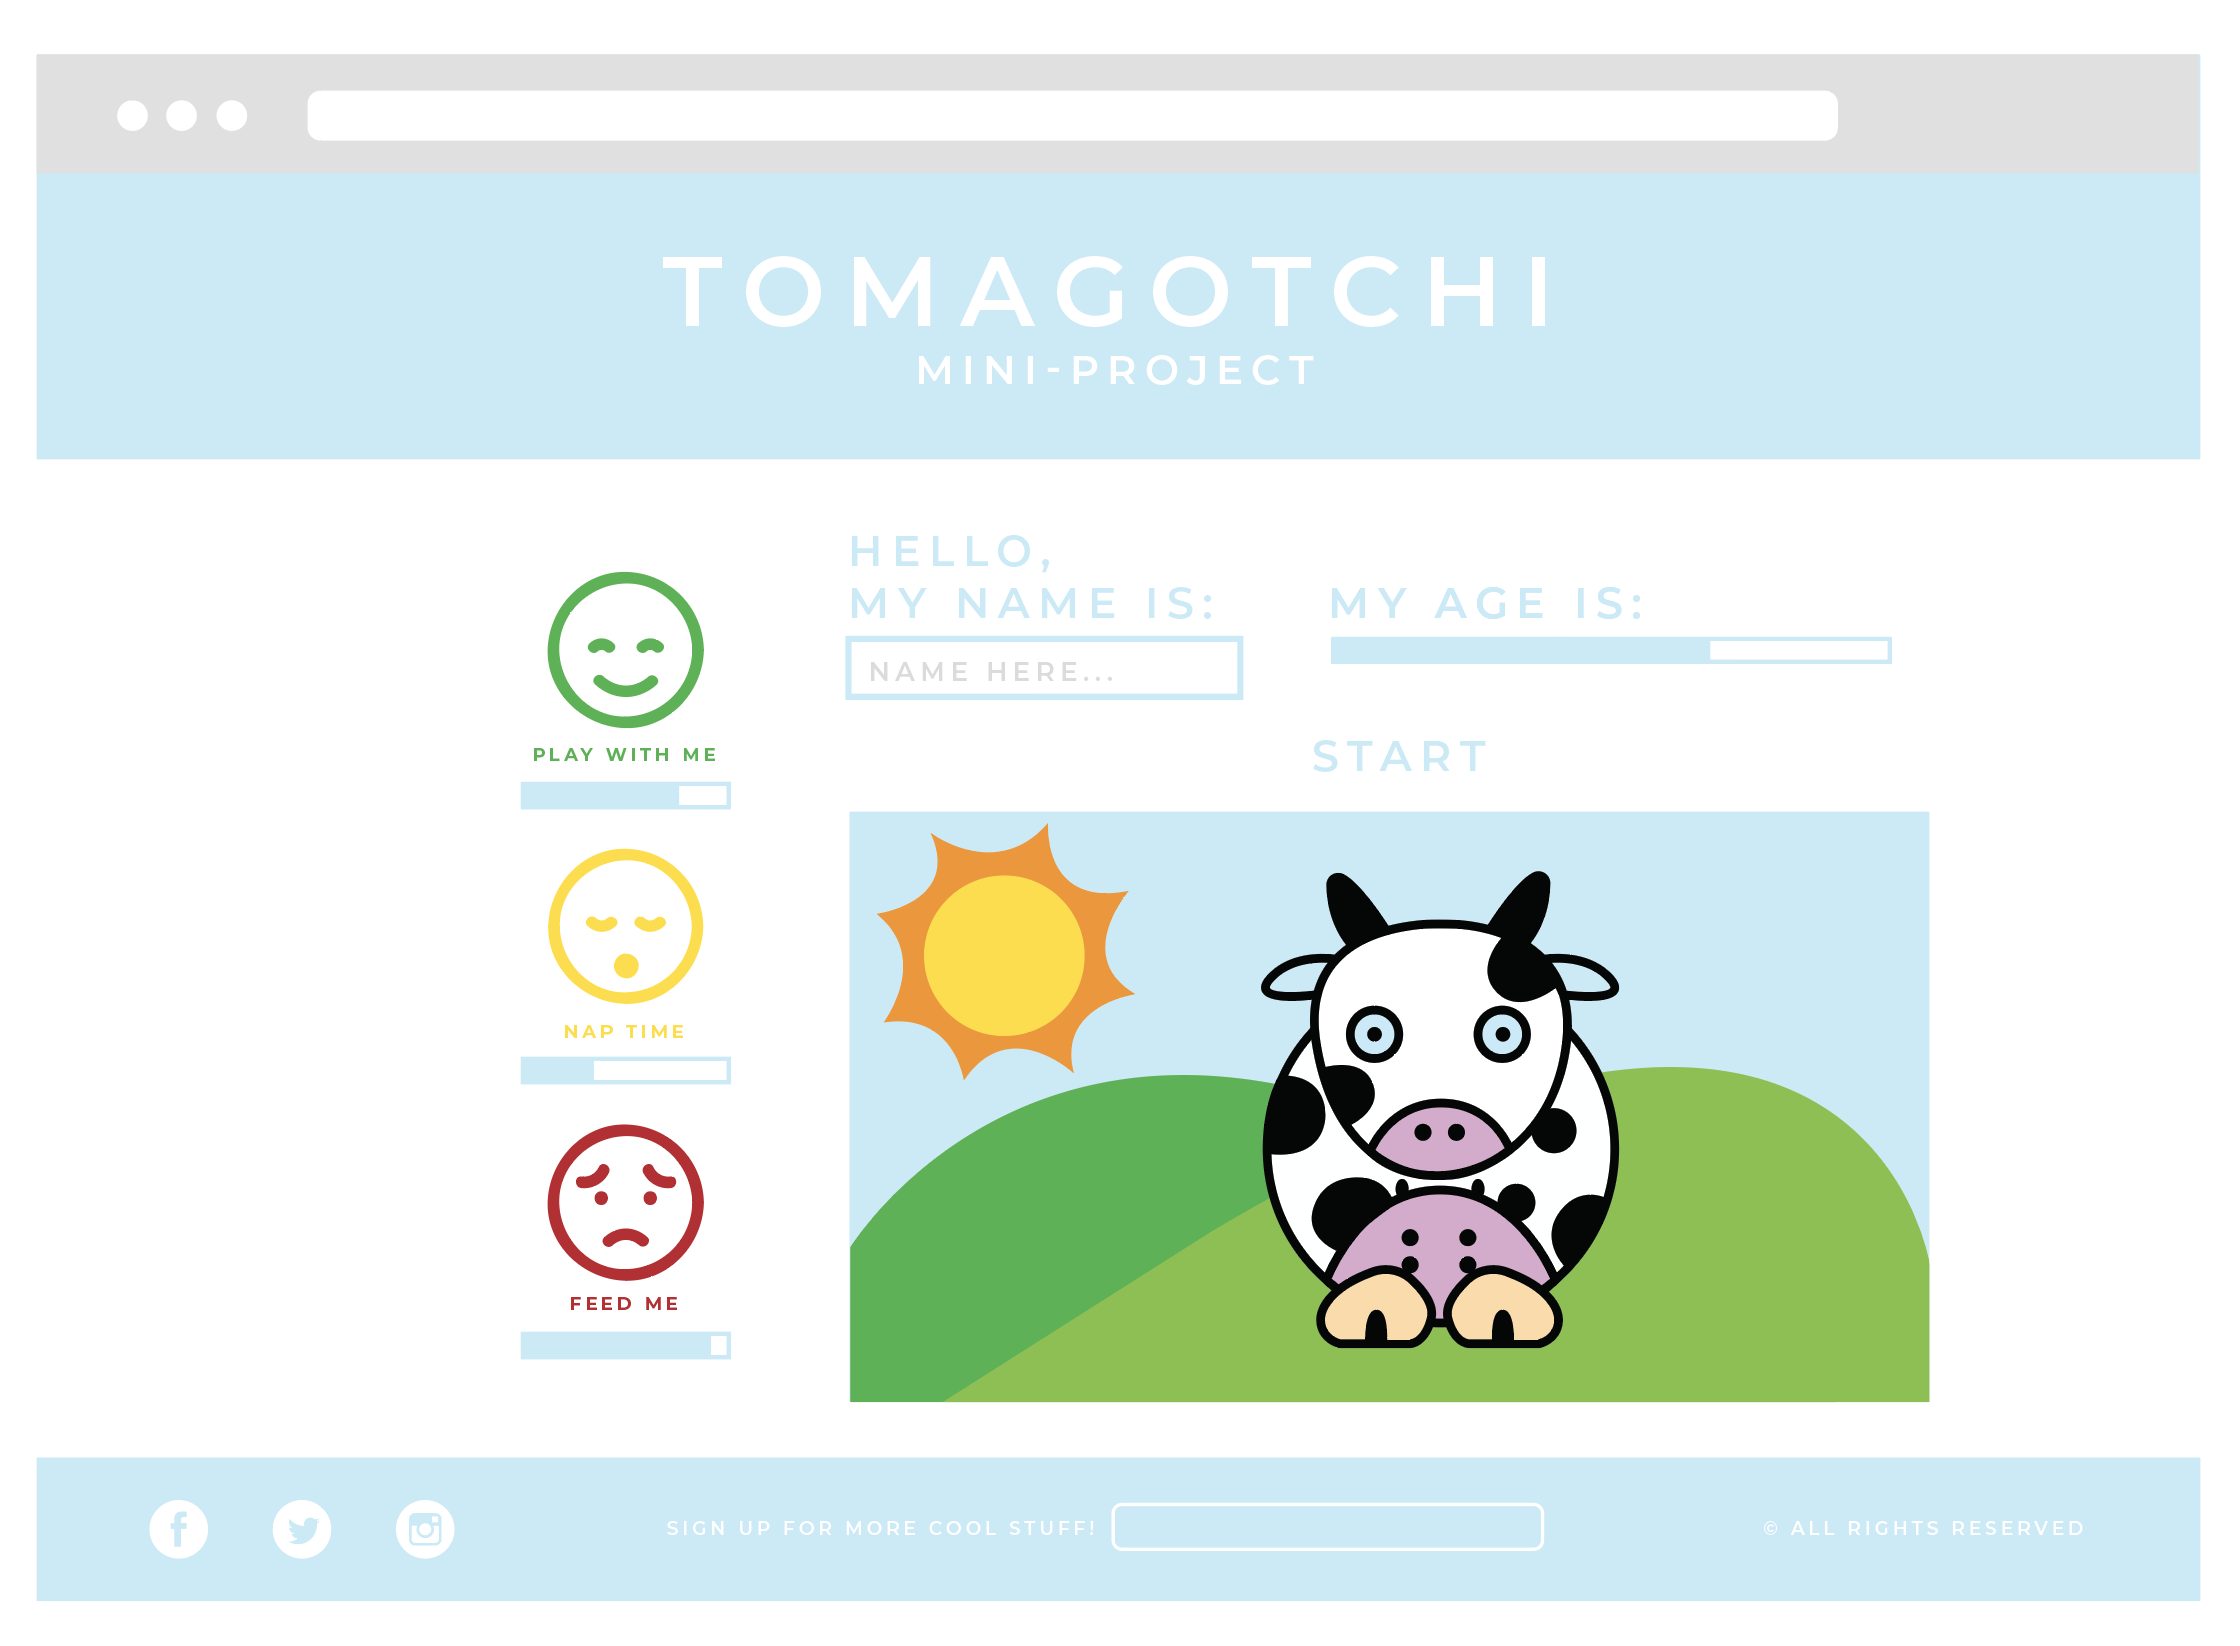 TOMAGOTCHI
MINI-PROJECT
HELLO,
MY NAME IS:
NAME HERE...
MY AGE IS:
START
PLAY WITH ME
NAP TIME
FEED ME
SIGN UP FOR MORE COOL STUFF!
© ALL RIGHTS RESERVED